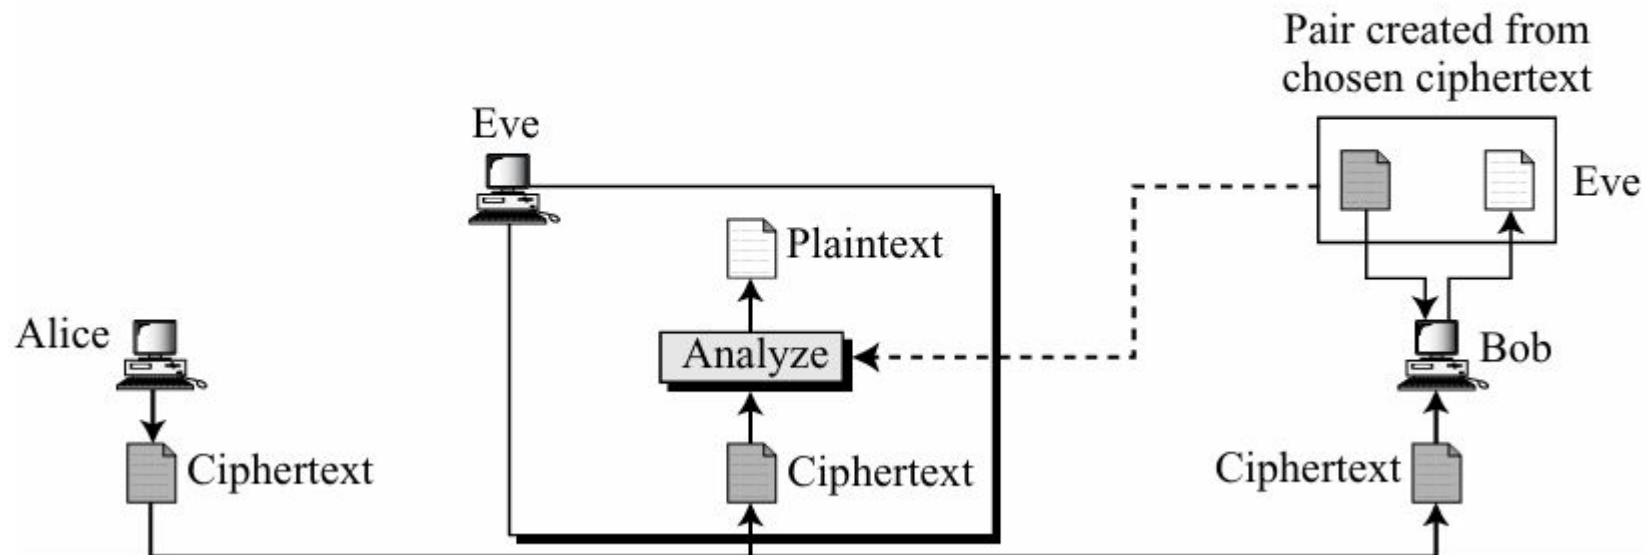 Pair created from
chosen ciphertext
Eve
Eve
Plaintext
Alice
Analyze
Bob
Ciphertext
Ciphertext
Ciphertext